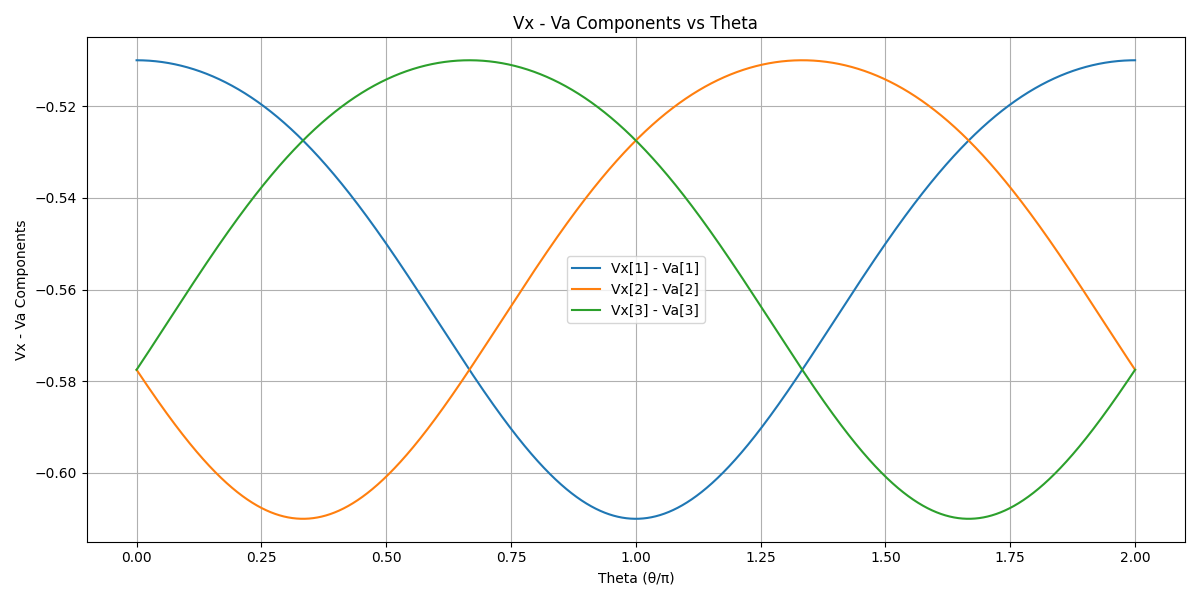 Vx - Va Components vs Theta
Vx - Va Components
−0.52
−0.54
−0.56
−0.58
−0.60
Vx[1] - Va[1]
Vx[2] - Va[2]
Vx[3] - Va[3]
0.00 0.25 0.50 0.75 1.00 1.25 1.50 1.75 2.00
Theta (θ/π)